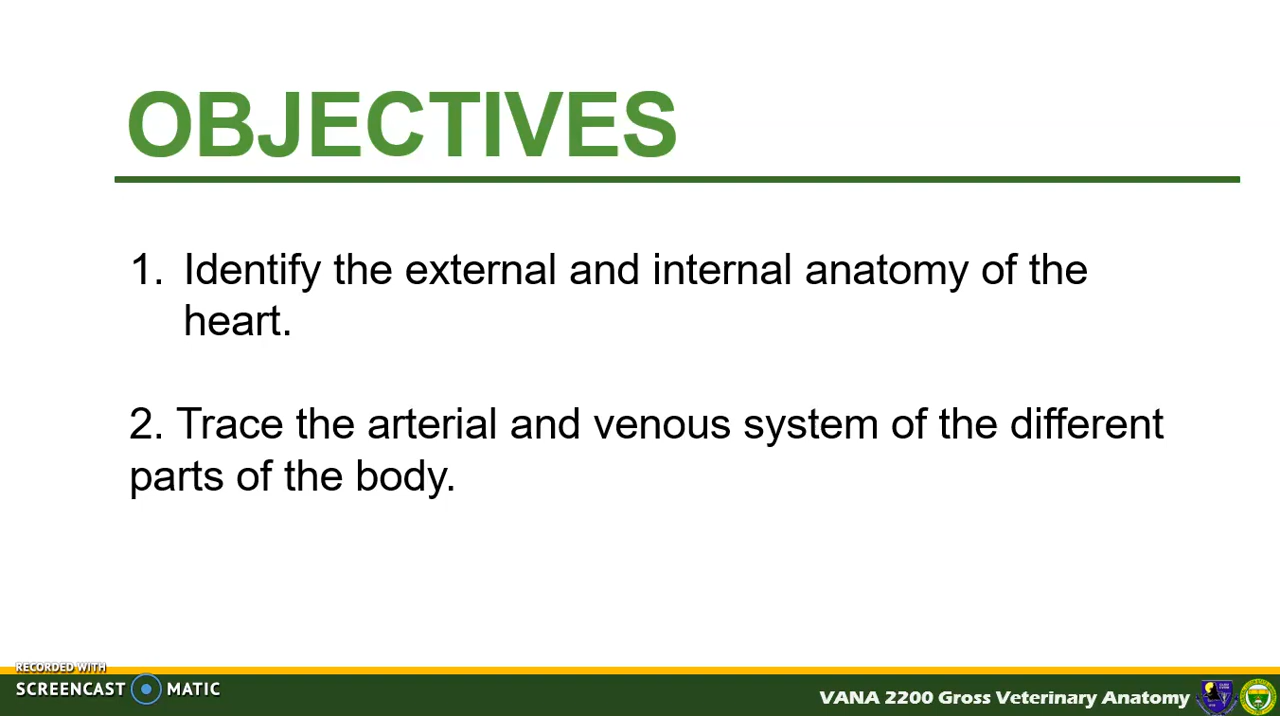 OBJECTIVES
1. Identify the external and internal anatomy of the
heart.
2. Trace the arterial and venous system of the different
parts of the body.
RECORDED WITH
SCREENCAST MATIC
VANA 2200 Gross Veterinary Anatomy